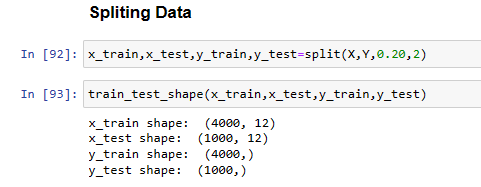 Spliting Data
In [92]: x_train,x_test,y_train,y_test=split(X,Y,0.20,2)
In [93]: train_test_shape(x_train,x_test,y_train,y_test)
x_train shape:  (4000, 12)
x_test shape:  (1000, 12)
y_train shape:  (4000,)
y_test shape:  (1000,)